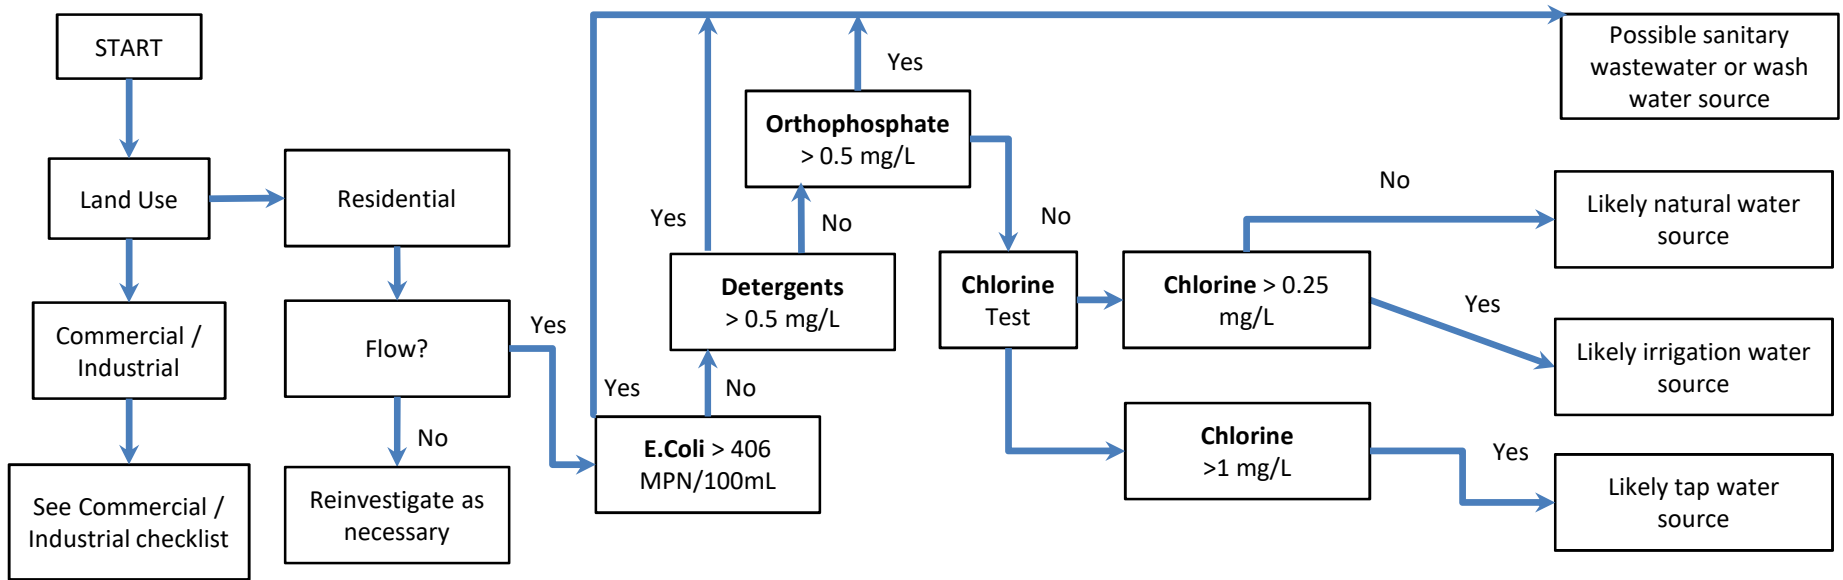 START
Land Use
Commercial /
Industrial
See Commercial /
Industrial checklist
Residential
Flow?
Yes
No
Reinvestigate as
necessary
E.Coli > 406
MPN/100mL
Yes
No
Detergents
> 0.5 mg/L
Yes
No
Orthophosphate
> 0.5 mg/L
Yes
No
Chlorine
Test
Chlorine > 0.25
mg/L
No
Yes
Chlorine
>1 mg/L
Yes
Possible sanitary
wastewater or wash
water source
Likely natural water
source
Likely irrigation water
source
Likely tap water
source